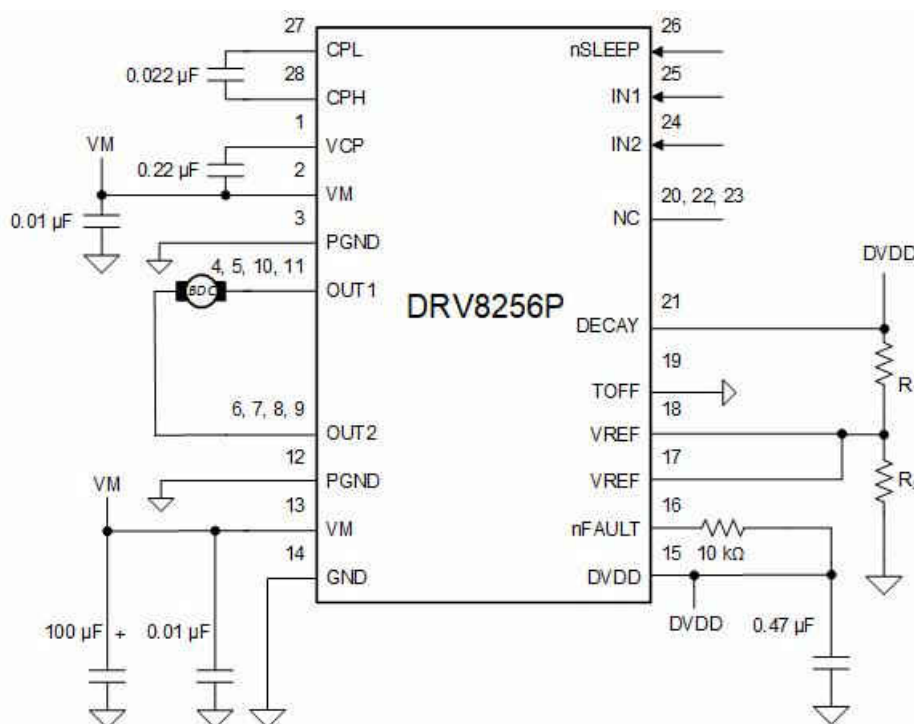 27
CPL
0.022 µF
28
CPH
1
VCP
VM
0.22 µF
2
VM
0.01 µF
3
PGND
4, 5, 10, 11
BDC
OUT1
6, 7, 8, 9
OUT2
12
PGND
VM
13
VM
14
GND
100 µF +
0.01 µF
DRV8256P
26
nSLEEP
25
IN1
24
IN2
20, 22, 23
NC
DVDD
21
DECAY
19
TOFF
R
18
VREF
17
VREF
R
16
nFAULT
10 kΩ
15
DVDD
DVDD
0.47 µF